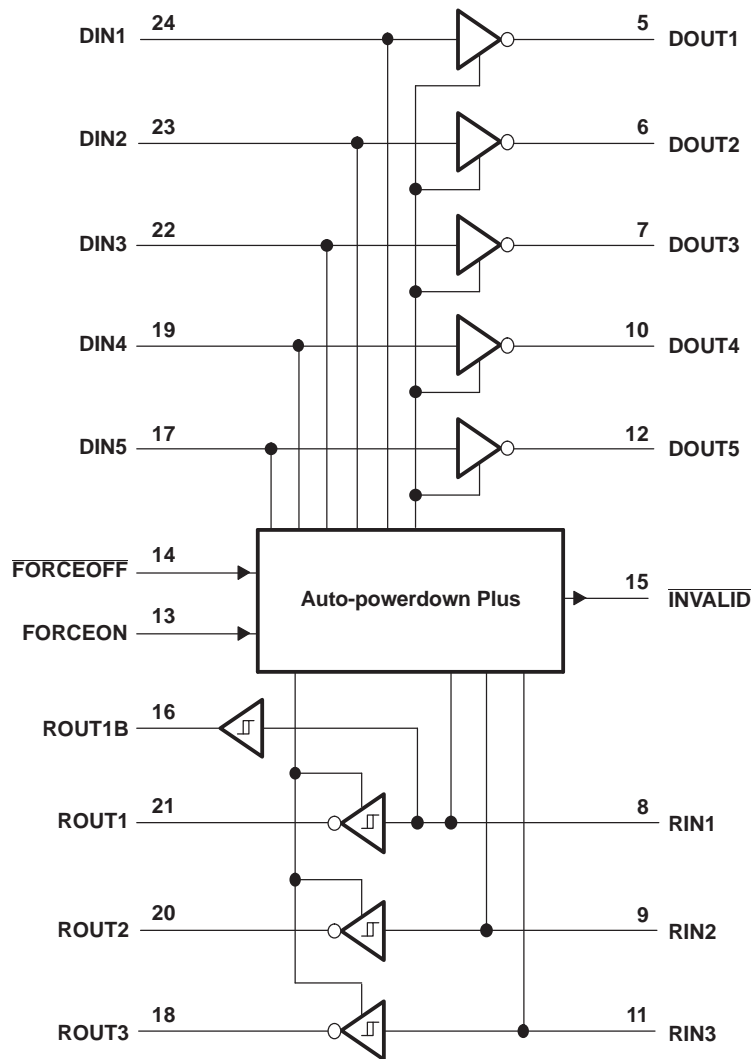 DIN1 24 5 DOUT1
DIN2 23 6 DOUT2
DIN3 22 7 DOUT3
DIN4 19 10 DOUT4
DIN5 17 12 DOUT5
FORCEOFF 14
Auto-powerdown Plus
15 INVALID
FORCEON 13
ROUT1B 16
ROUT1 21 8 RIN1
ROUT2 20 9 RIN2
ROUT3 18 11 RIN3